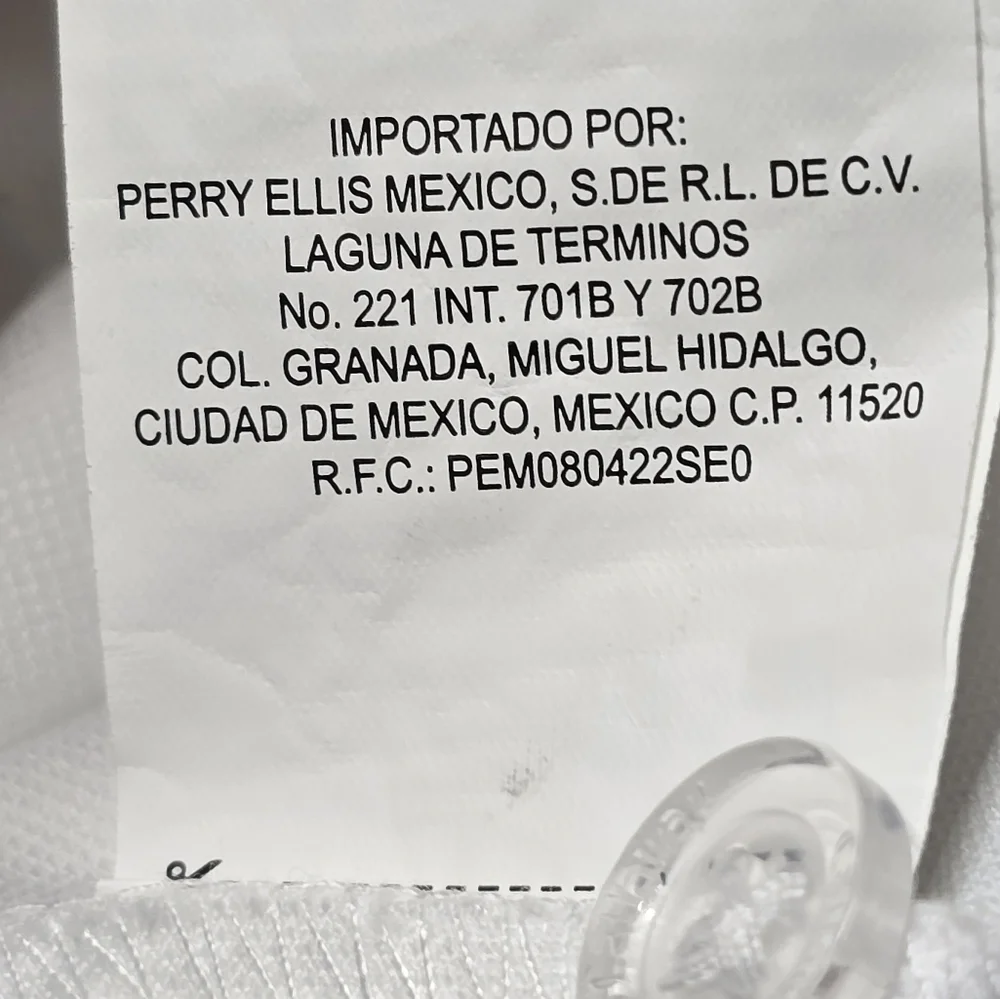 IMPORTADO POR:
PERRY ELLIS MEXICO, S.DE R.L. DE C.V.
LAGUNA DE TERMINOS
No. 221 INT. 701B Y 702B
COL. GRANADA, MIGUEL HIDALGO,
CIUDAD DE MEXICO, MEXICO C.P. 11520
R.F.C.: PEM080422SE0